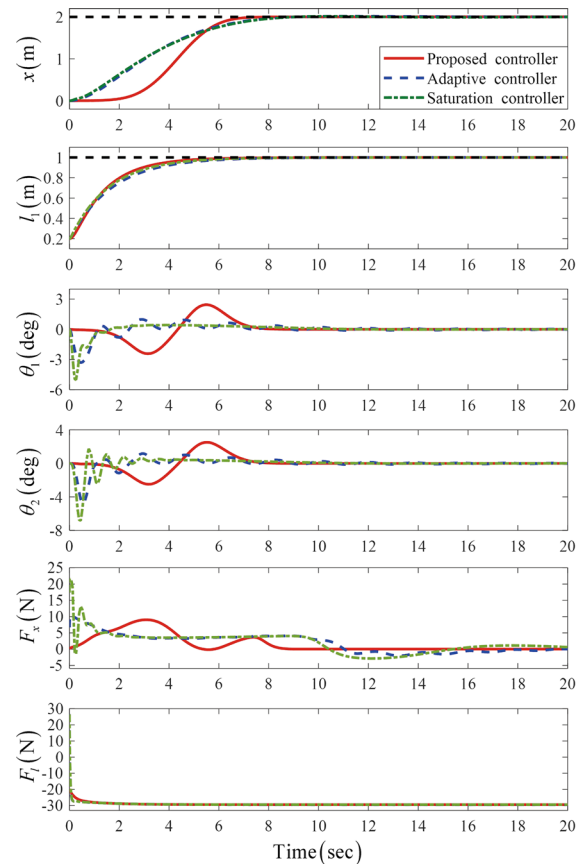 x(m)
2
1
0
Proposed controller
Adaptive controller
Saturation controller
0 2 4 6 8 10 12 14 16 18 20
l₁(m)
1
0.8
0.6
0.4
0.2
0 2 4 6 8 10 12 14 16 18 20
θ₁(deg)
3
0
-3
-6
0 2 4 6 8 10 12 14 16 18 20
θ₂(deg)
4
0
-4
-8
0 2 4 6 8 10 12 14 16 18 20
Fₓ(N)
25
20
15
10
5
0
-5
0 2 4 6 8 10 12 14 16 18 20
Fₗ(N)
30
20
10
0
-10
-20
-30
0 2 4 6 8 10 12 14 16 18 20
Time(sec)